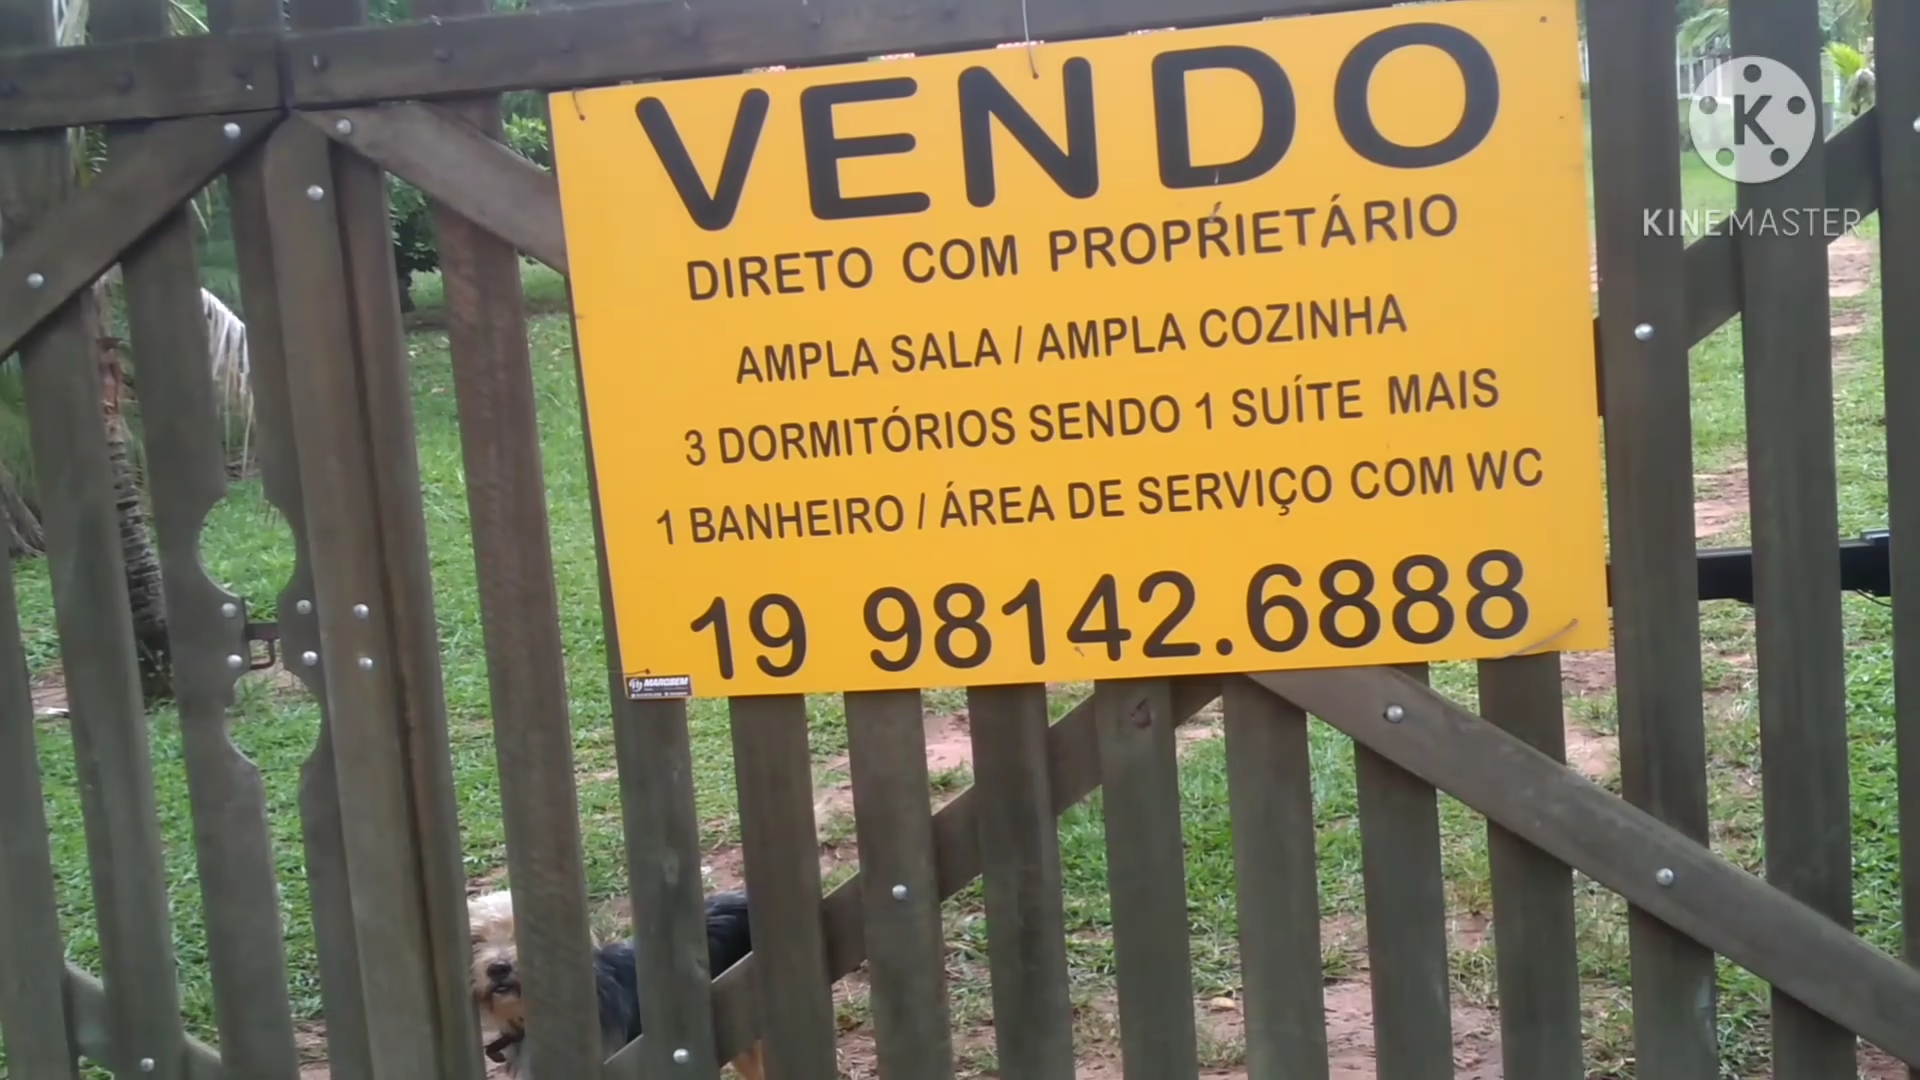 VENDO
DIRETO COM PROPRIETÁRIO
AMPLA SALA / AMPLA COZINHA
3 DORMITÓRIOS SENDO 1 SUÍTE MAIS
1 BANHEIRO / ÁREA DE SERVIÇO COM WC
19 98142.6888
MARQBEM
K
KINEMASTER